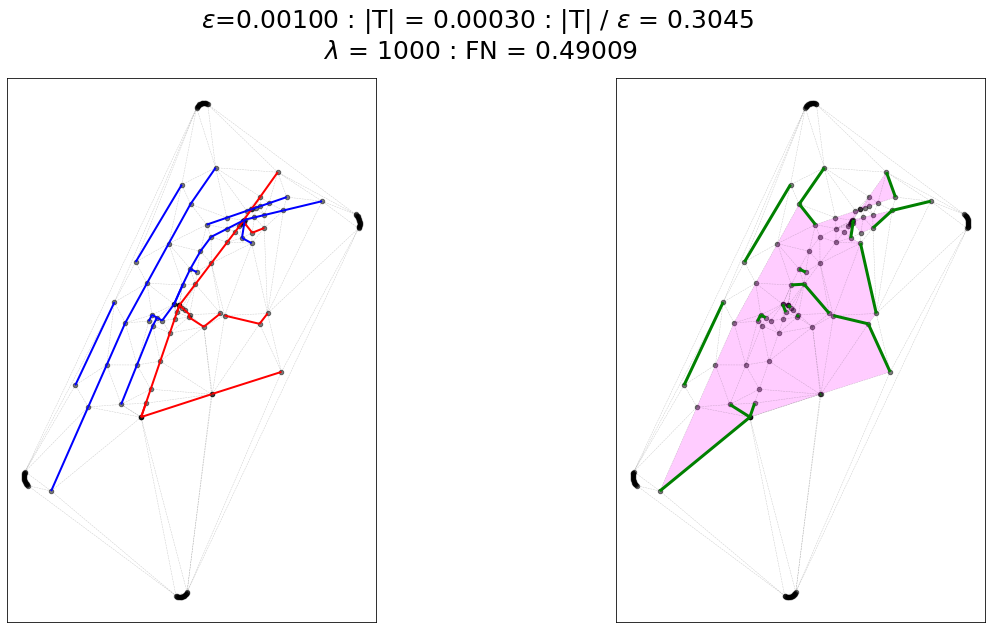 ε=0.00100 : |T| = 0.00030 : |T| / ε = 0.3045
λ = 1000 : FN = 0.49009